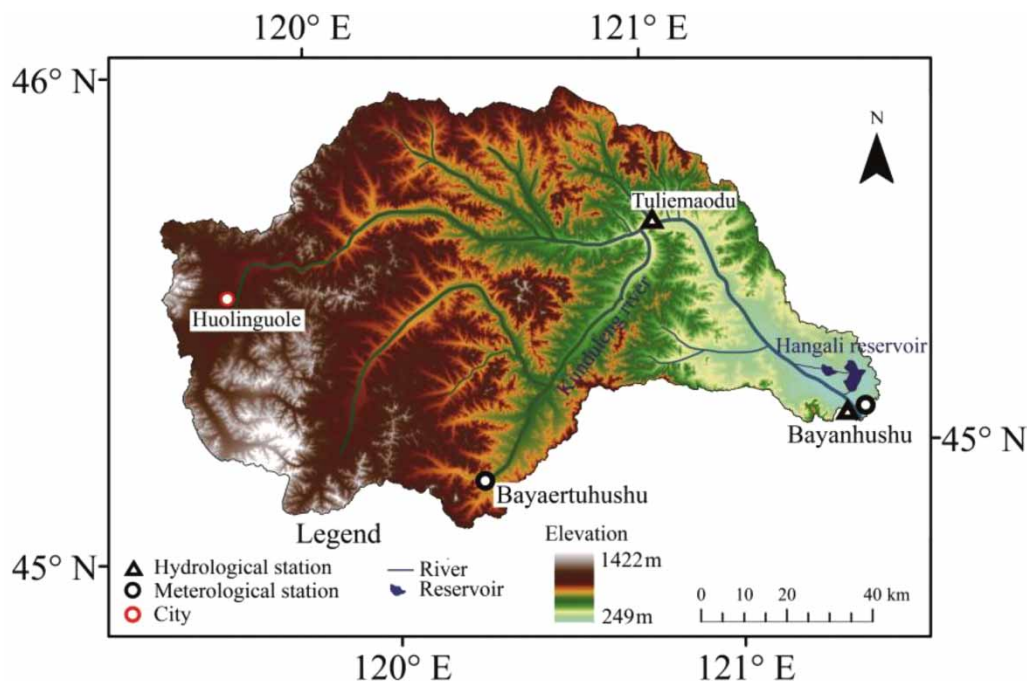 120° E
121° E
46° N
N
Tuliemaodu
Huolinguole
Kunduleng river
Hangali reservoir
Bayanhushu
45° N
Bayaertuhushu
Legend
Elevation
Hydrological station
River
1422m
Meterological station
Reservoir
45° N
City
249m
0 10 20 40 km
120° E
121° E